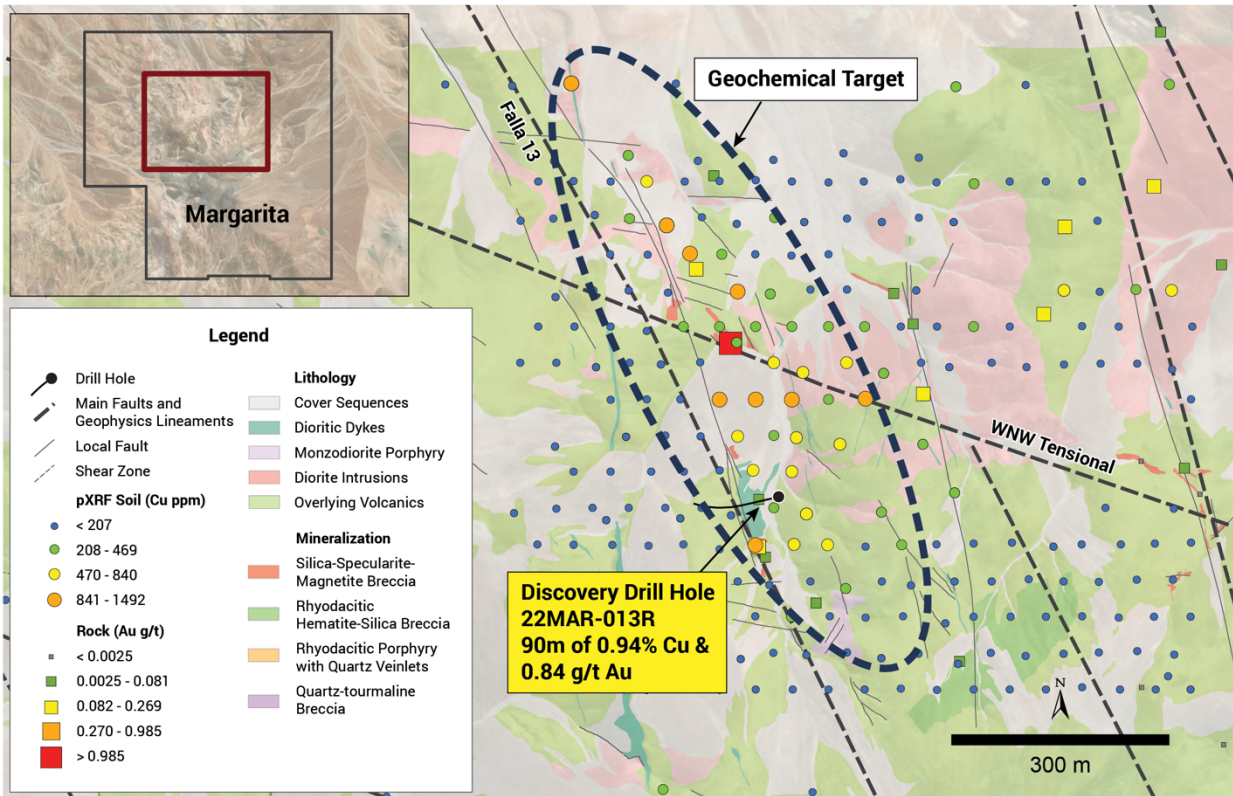 Margarita
Geochemical Target
Falla 13
WNW Tensional
Discovery Drill Hole
22MAR-013R
90m of 0.94% Cu &
0.84 g/t Au
N
300 m
Legend
Drill Hole
Main Faults and
Geophysics Lineaments
Local Fault
Shear Zone
pXRF Soil (Cu ppm)
< 207
208 - 469
470 - 840
841 - 1492
Rock (Au g/t)
< 0.0025
0.0025 - 0.081
0.082 - 0.269
0.270 - 0.985
> 0.985
Lithology
Cover Sequences
Dioritic Dykes
Monzodiorite Porphyry
Diorite Intrusions
Overlying Volcanics
Mineralization
Silica-Specularite-
Magnetite Breccia
Rhyodacitic
Hematite-Silica Breccia
Rhyodacitic Porphyry
with Quartz Veinlets
Quartz-tourmaline
Breccia